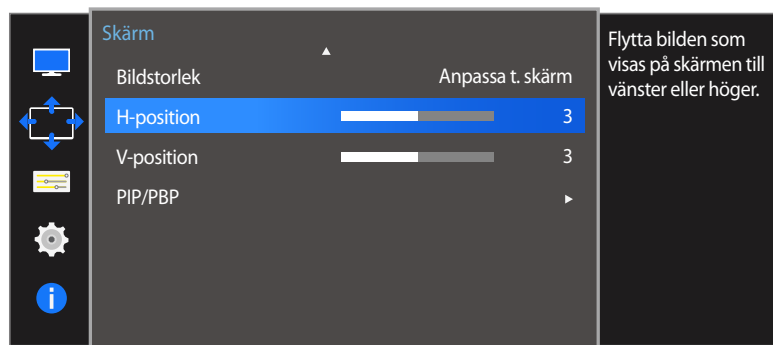 Skärm
Bildstorlek Anpassa t. skärm
H-position 3
V-position 3
PIP/PBP
Flytta bilden som
visas på skärmen till
vänster eller höger.